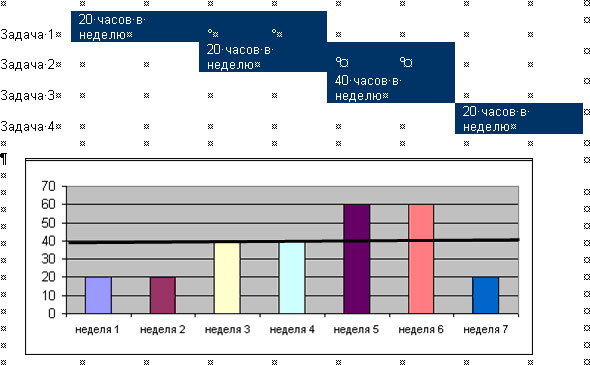 20 часов в
неделю
Задача 1
20 часов в
неделю
Задача 2
40 часов в
неделю
Задача 3
20 часов в
неделю
Задача 4
70
60
50
40
30
20
10
0
неделя 1 неделя 2 неделя 3 неделя 4 неделя 5 неделя 6 неделя 7